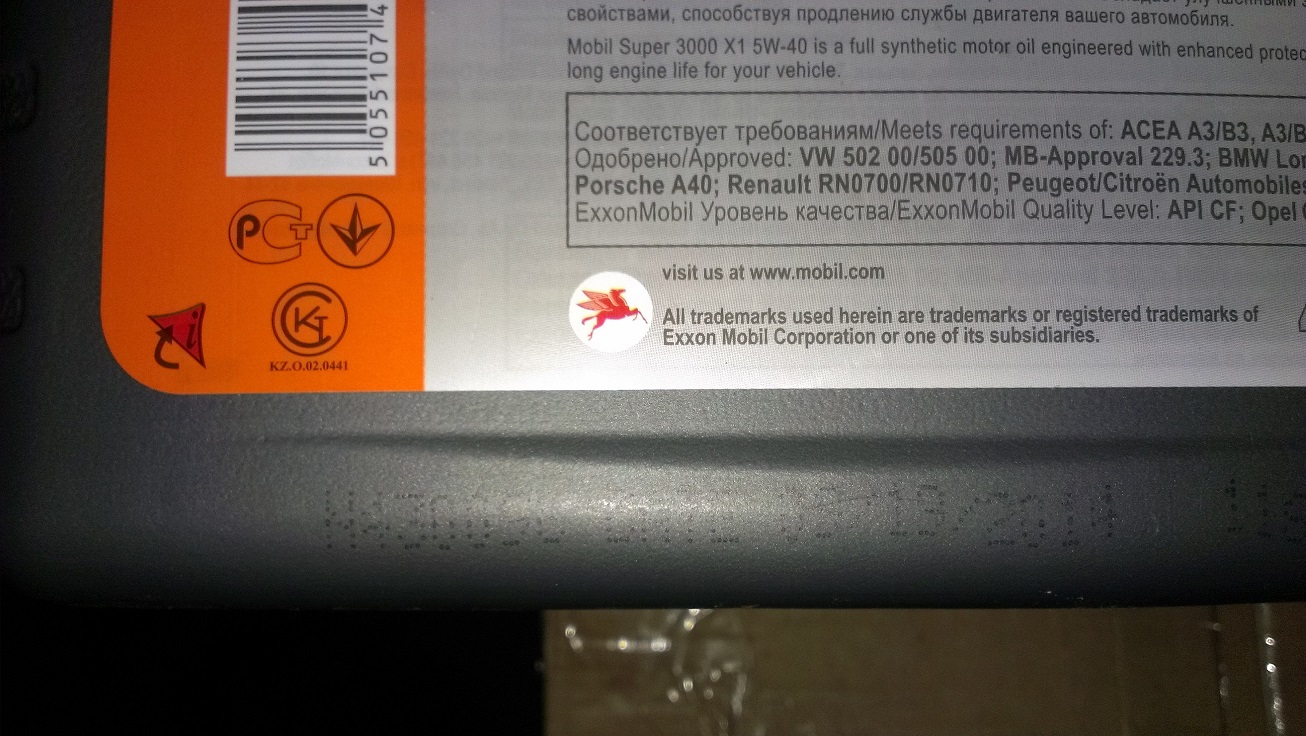 свойствами, способствуя продлению службы двигателя вашего автомобиля.
Mobil Super 3000 X1 5W-40 is a full synthetic motor oil engineered with enhanced
long engine life for your vehicle.
Соответствует требованиям/Meets requirements of: ACEA A3/B3,
Одобрено/Approved: VW 502 00/505 00; MB-Approval 229.3; BMW
Porsche A40; Renault RN0700/RN0710; Peugeot/Citroën
ExxonMobil Уровень качества/ExxonMobil Quality Level: API CF; Opel
visit us at www.mobil.com
All trademarks used herein are trademarks or registered trademarks of
Exxon Mobil Corporation or one of its subsidiaries.
5 055107 4
РСТ
i
KZ.O.02.0441